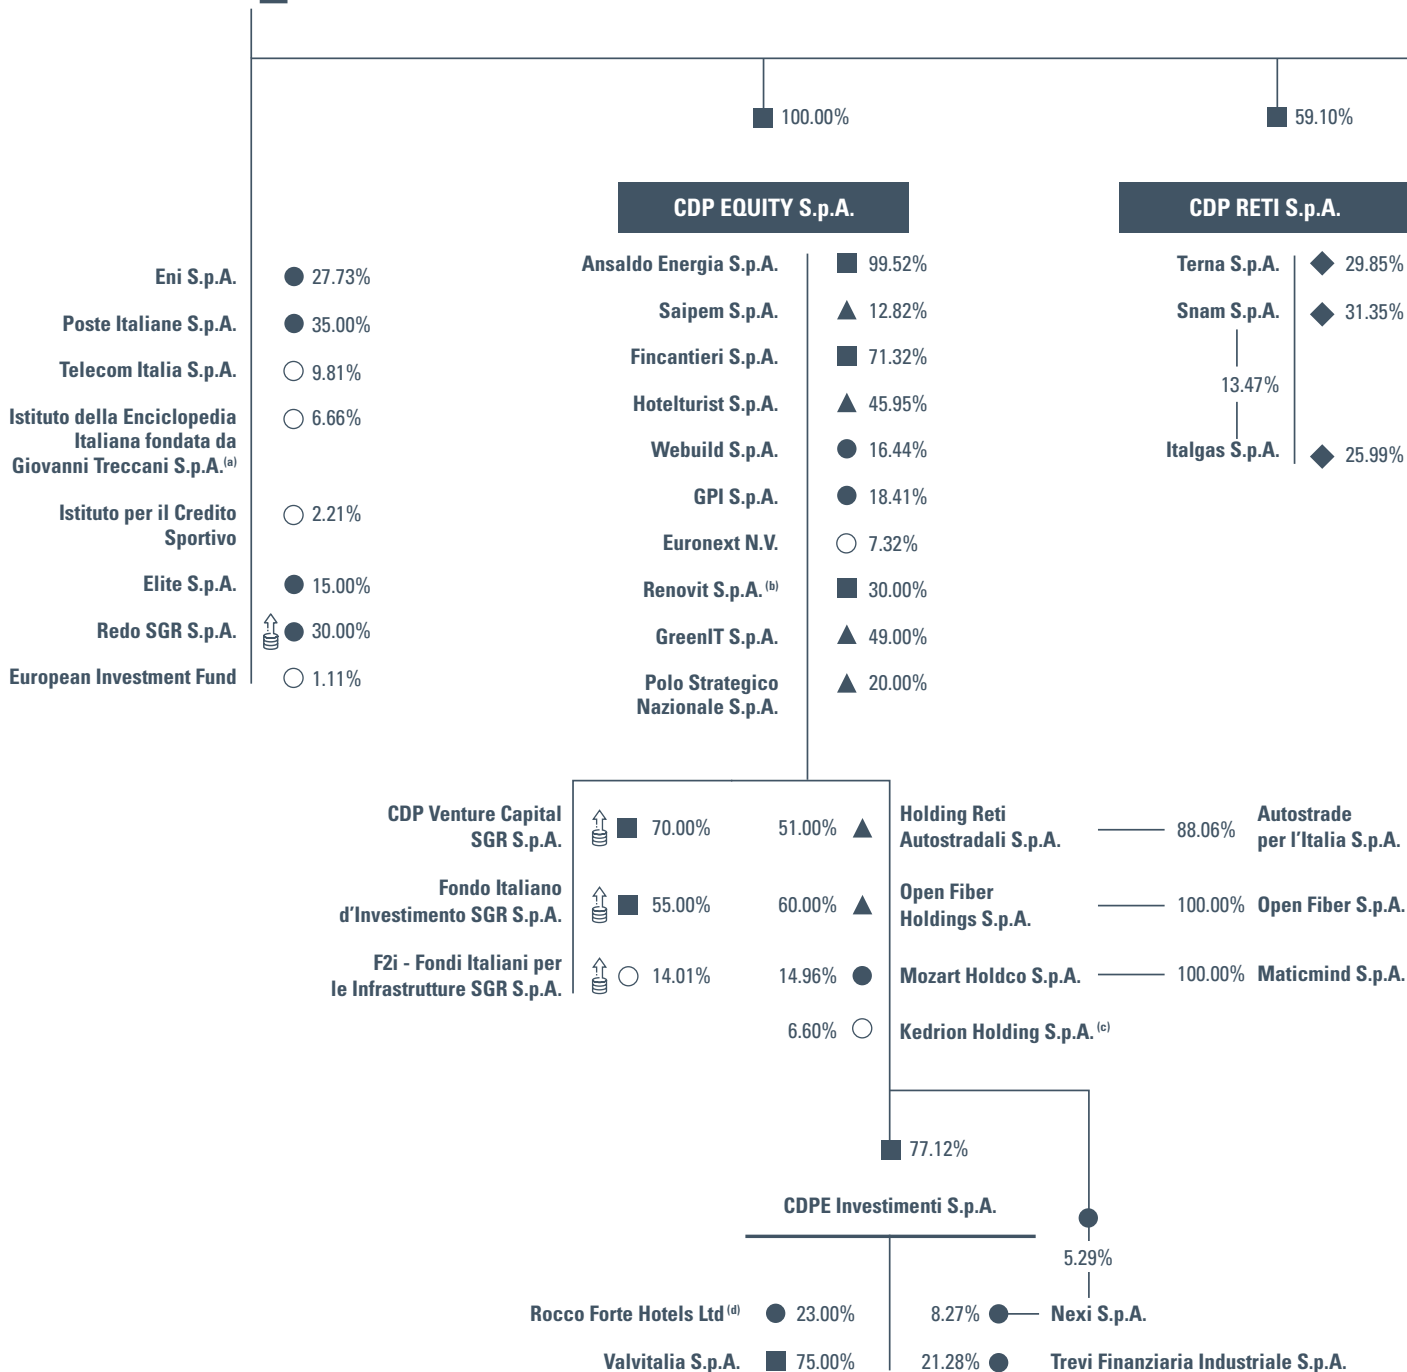 100.00%
59.10%
CDP EQUITY S.p.A.
CDP RETI S.p.A.
Eni S.p.A. 27.73%
Poste Italiane S.p.A. 35.00%
Telecom Italia S.p.A. 9.81%
Istituto della Enciclopedia 6.66%
Italiana fondata da
Giovanni Treccani S.p.A.(a)
Istituto per il Credito 2.21%
Sportivo
Elite S.p.A. 15.00%
Redo SGR S.p.A. 30.00%
European Investment Fund 1.11%
Ansaldo Energia S.p.A. 99.52%
Saipem S.p.A. 12.82%
Fincantieri S.p.A. 71.32%
Hotelturist S.p.A. 45.95%
Webuild S.p.A. 16.44%
GPI S.p.A. 18.41%
Euronext N.V. 7.32%
Renovit S.p.A. (b) 30.00%
GreenIT S.p.A. 49.00%
Polo Strategico 20.00%
Nazionale S.p.A.
Terna S.p.A. 29.85%
Snam S.p.A. 31.35%
13.47%
Italgas S.p.A. 25.99%
CDP Venture Capital 70.00%
SGR S.p.A.
Fondo Italiano 55.00%
d'Investimento SGR S.p.A.
F2i - Fondi Italiani per 14.01%
le Infrastrutture SGR S.p.A.
51.00% Holding Reti
Autostradali S.p.A.
88.06% Autostrade
per l'Italia S.p.A.
60.00% Open Fiber
Holdings S.p.A.
100.00% Open Fiber S.p.A.
14.96% Mozart Holdco S.p.A. 100.00% Maticmind S.p.A.
6.60% Kedrion Holding S.p.A. (c)
77.12%
CDPE Investimenti S.p.A.
5.29%
Rocco Forte Hotels Ltd (d) 23.00%
8.27% Nexi S.p.A.
Valvitalia S.p.A. 75.00%
21.28% Trevi Finanziaria Industriale S.p.A.